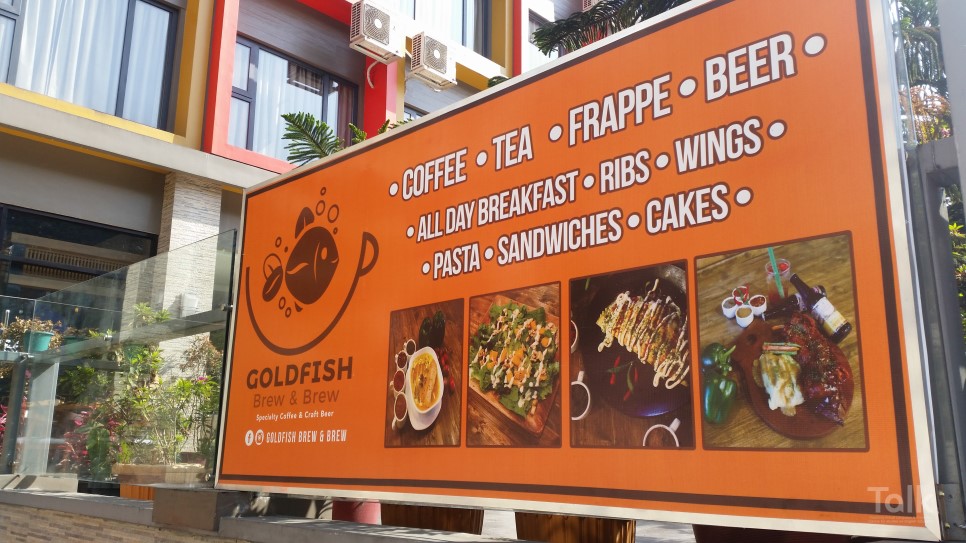 • COFFEE • TEA • FRAPPE • BEER •
• ALL DAY BREAKFAST • RIBS • WINGS •
• PASTA • SANDWICHES • CAKES •
GOLDFISH
Brew & Brew
Specialty Coffee & Craft Beer
GOLDFISH BREW & BREW
Talk